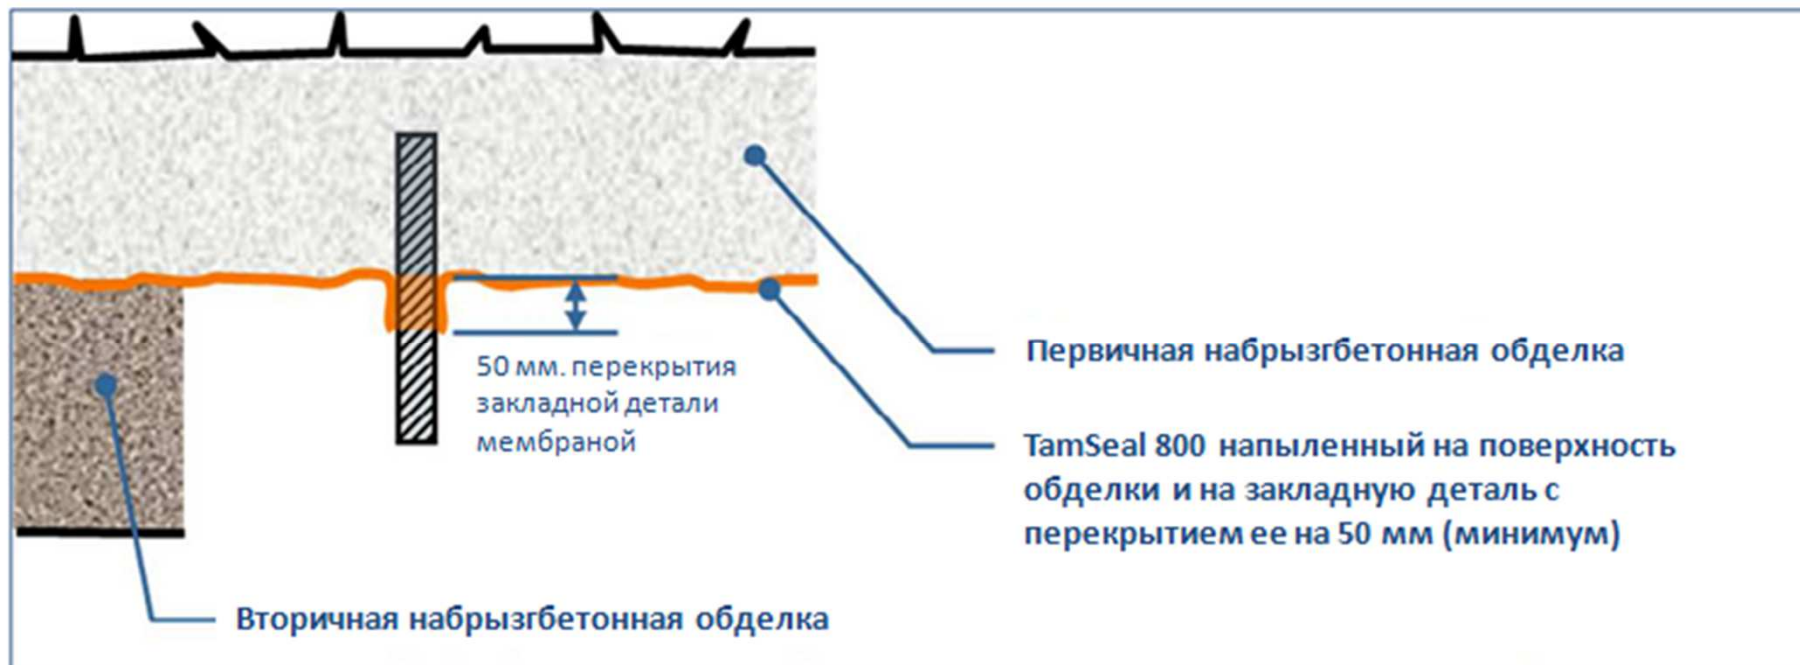 50 мм. перекрытия
закладной детали
мембраной
Первичная набрызгбетонная обделка
TamSeal 800 напыленный на поверхность
обделки и на закладную деталь с
перекрытием ее на 50 мм (минимум)
Вторичная набрызгбетонная обделка